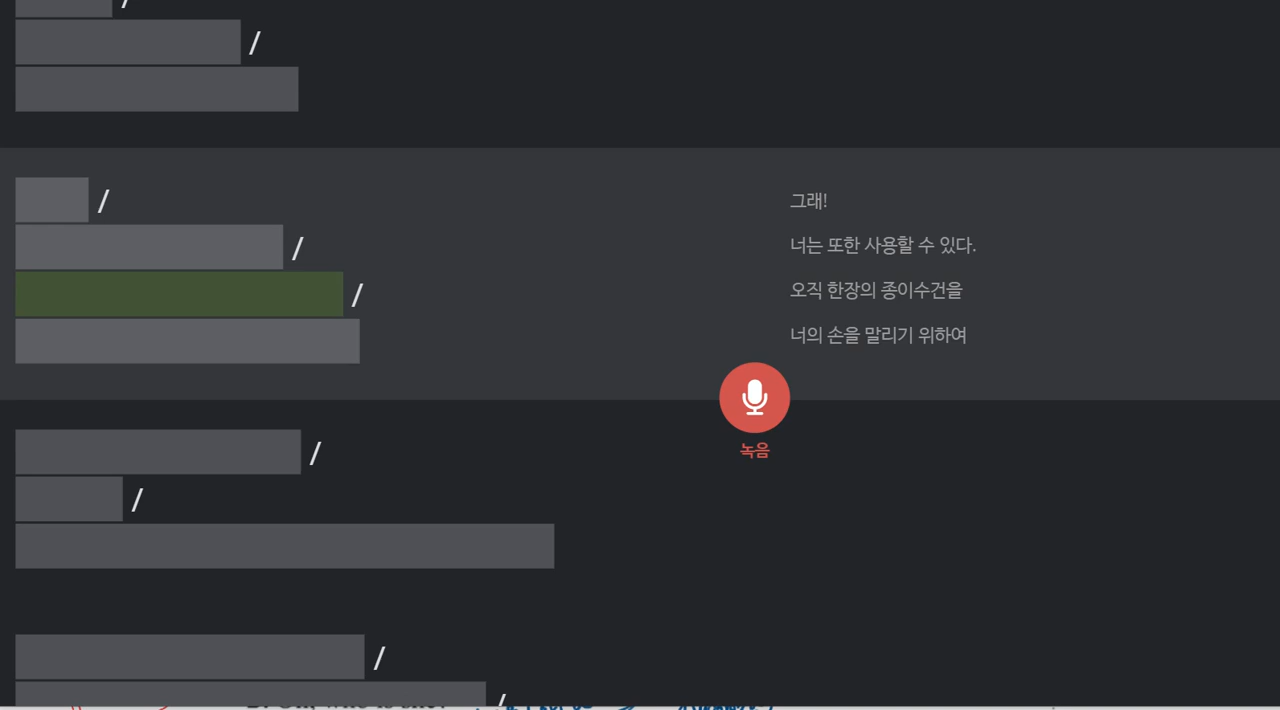 /
/
/
그래!
/
너는 또한 사용할 수 있다.
/
오직 한장의 종이수건을
/
너의 손을 말리기 위하여
녹음
/
/
/
/